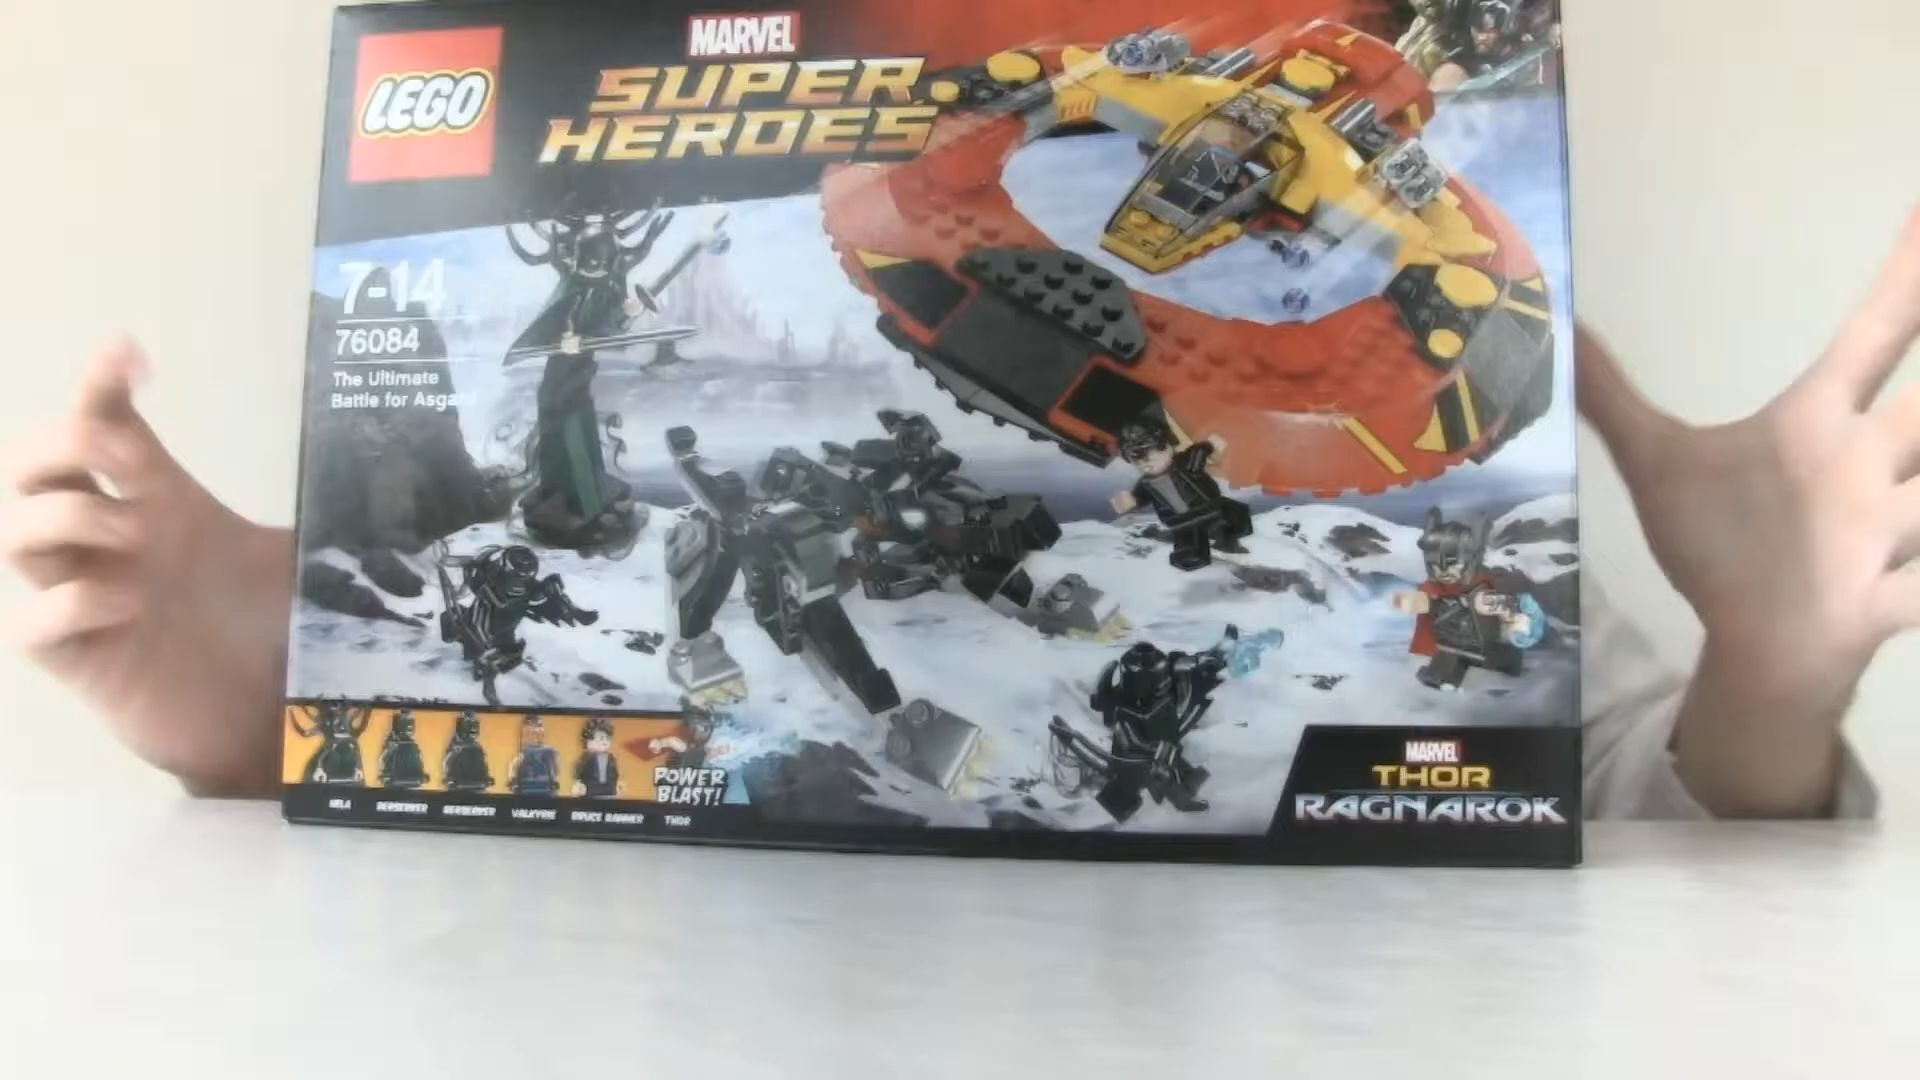 LEGO
MARVEL
SUPER
HEROES
7-14
76084
The Ultimate
Battle for Asgard
HELA
BERSERKER
BERSERKER
VALKYRIE
BRUCE BANNER
THOR
POWER
BLAST!
MARVEL
THOR
RAGNAROK